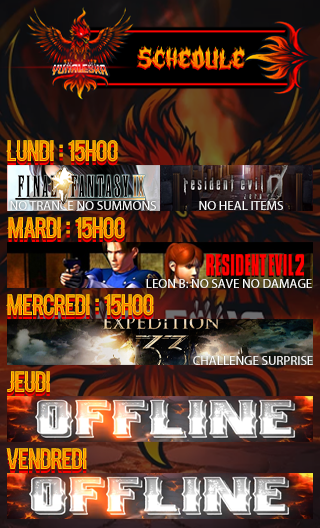 SCHEDULE
LUNDI : 15H00
FINAL FANTASY IX
NO TRANCE NO SUMMONS
resident evil
NO HEAL ITEMS
MARDI : 15H00
RESIDENT EVIL 2
LEON B: NO SAVE NO DAMAGE
MERCREDI : 15H00
EXPEDITION
33
CHALLENGE SURPRISE
JEUDI
OFFLINE
VENDREDI
OFFLINE